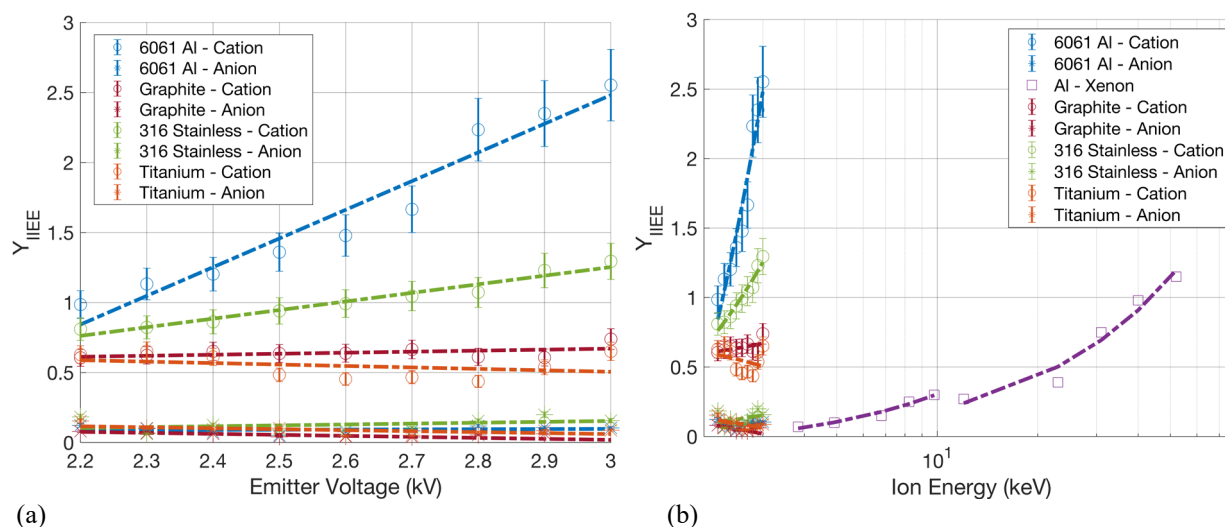 3
2.5
2
1.5
1
0.5
0
Y_IIEE
6061 Al - Cation
6061 Al - Anion
Graphite - Cation
Graphite - Anion
316 Stainless - Cation
316 Stainless - Anion
Titanium - Cation
Titanium - Anion
2.2 2.3 2.4 2.5 2.6 2.7 2.8 2.9 3
Emitter Voltage (kV)
(a)
3
2.5
2
1.5
1
0.5
0
Y_IIEE
6061 Al - Cation
6061 Al - Anion
Al - Xenon
Graphite - Cation
Graphite - Anion
316 Stainless - Cation
316 Stainless - Anion
Titanium - Cation
Titanium - Anion
10¹
Ion Energy (keV)
(b)